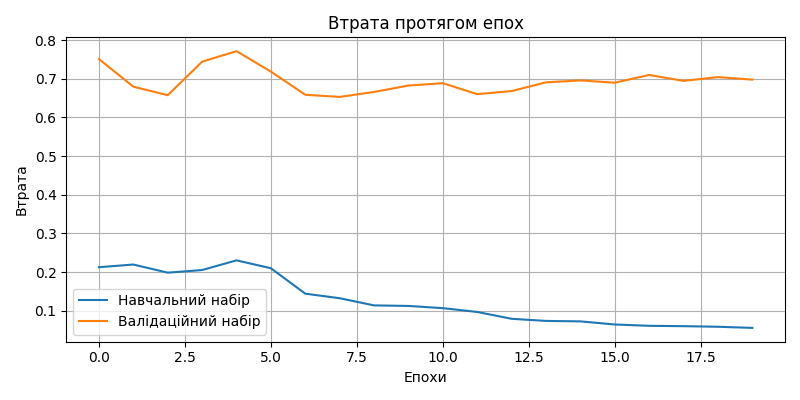 Втрата протягом епох
0.8
0.7
0.6
0.5
0.4
0.3
0.2
0.1
Втрата
Навчальний набір
Валідаційний набір
0.0 2.5 5.0 7.5 10.0 12.5 15.0 17.5
Епохи